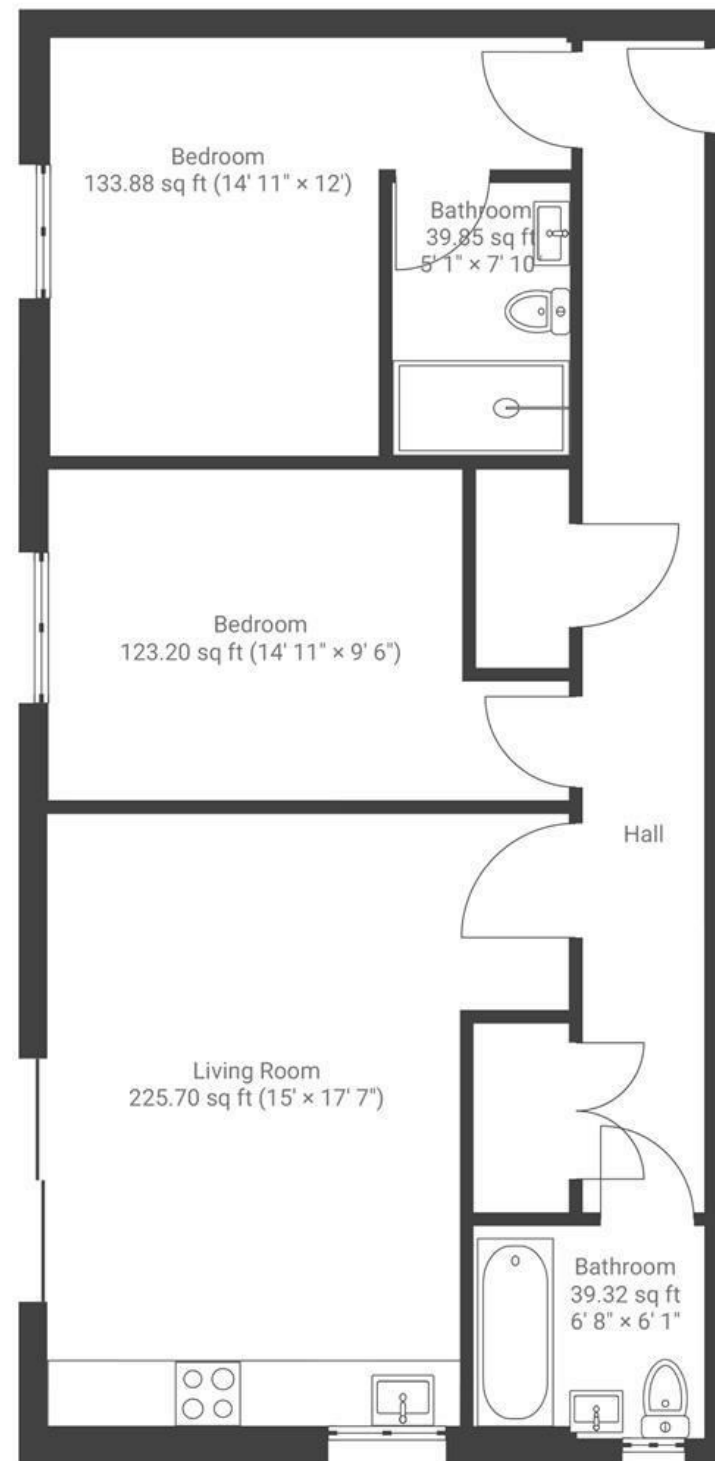 Bedroom
133.88 sq ft (14' 11" × 12')
Bathroom
39.85 sq ft
5' 1" × 7' 10"
Bedroom
123.20 sq ft (14' 11" × 9' 6")
Hall
Living Room
225.70 sq ft (15' × 17' 7")
Bathroom
39.32 sq ft
6' 8" × 6' 1"